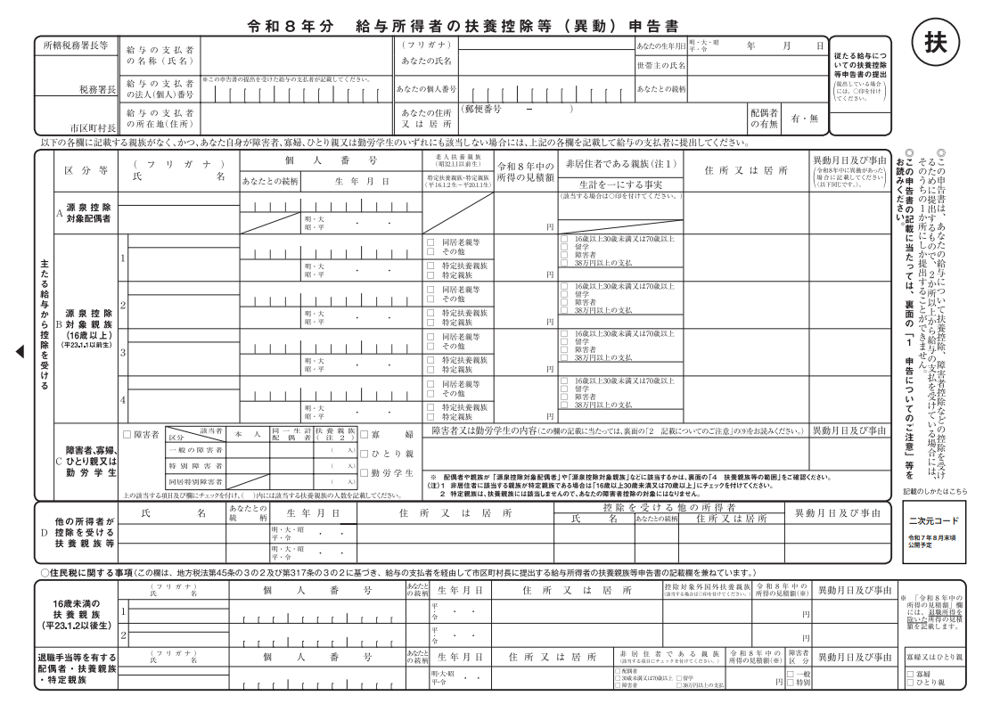 令和８年分　給与所得者の扶養控除等（異動）申告書
扶
所轄税務署長等
税務署長
市区町村長
給与の支払者
の名称（氏名）
給与の支払者
の法人（個人）番号
※この申告書の提出を受けた給与の支払者が記載してください。
給与の支払者
の所在地（住所）
（フリガナ）
あなたの氏名
あなたの個人番号
あなたの住所
又は居所
（郵便番号　　－　　）
あなたの生年月日
明・大・昭
平・令
年　月　日
世帯主の氏名
あなたとの続柄
配偶者
の有無
有・無
従たる給与につ
いての扶養控除
等申告書の提出
（提出している場合
には、○印を付け
てください。）
以下の各欄に記載する親族がなく、かつ、あなた自身が障害者、寡婦、ひとり親又は勤労学生のいずれにも該当しない場合には、上記の各欄を記載して給与の支払者に提出してください。
主たる給与から控除を受ける
区分等
（フリガナ）
氏　名
個人番号
あなたとの続柄
生年月日
老人扶養親族
（昭32.1.1以前生）
特定扶養親族・特定親族
（平16.1.2生～平20.1.1生）
令和８年中の
所得の見積額
非居住者である親族（注１）
生計を一にする事実
（該当する場合は○印を付けてください。）
住所又は居所
異動月日及び事由
（令和８年中に異動があった
場合に記載してください
（以下同じです。）。）
A
源泉控除
対象配偶者
明・大
昭・平
・　・
円
B
源泉控除
対象親族
（16歳以上）
（平23.1.1以前生）
1
明・大
昭・平
・　・
□ 同居老親等
□ その他
□ 特定扶養親族
□ 特定親族
円
□ 16歳以上30歳未満又は70歳以上
□ 留学
□ 障害者
□ 38万円以上の支払
2
明・大
昭・平
・　・
□ 同居老親等
□ その他
□ 特定扶養親族
□ 特定親族
円
□ 16歳以上30歳未満又は70歳以上
□ 留学
□ 障害者
□ 38万円以上の支払
3
明・大
昭・平
・　・
□ 同居老親等
□ その他
□ 特定扶養親族
□ 特定親族
円
□ 16歳以上30歳未満又は70歳以上
□ 留学
□ 障害者
□ 38万円以上の支払
4
明・大
昭・平
・　・
□ 同居老親等
□ その他
□ 特定扶養親族
□ 特定親族
円
□ 16歳以上30歳未満又は70歳以上
□ 留学
□ 障害者
□ 38万円以上の支払
C
障害者、寡婦、
ひとり親又は
勤労学生
□ 障害者
該当者
区分
本人
同一生計
配偶者
扶養親族
（注２）
一般の障害者
（　人）
特別障害者
（　人）
同居特別障害者
（　人）
□ 寡婦
□ ひとり親
□ 勤労学生
上の該当する項目及び欄にチェックを付け、（　）内には該当する扶養親族の人数を記載してください。
障害者又は勤労学生の内容（この欄の記載に当たっては、裏面の「２　記載についてのご注意」の⑼をお読みください。）
異動月日及び事由
※　配偶者や親族が「源泉控除対象配偶者」や「源泉控除対象親族」などに該当するかは、裏面の「４　扶養親族等の範囲」をご確認ください。
（注）１　非居住者に該当する親族が特定親族である場合は「16歳以上30歳未満又は70歳以上」にチェックを付けてください。
２　特定親族は、扶養親族には該当しませんので、あなたの障害者控除の対象にはなりません。
D
他の所得者が
控除を受ける
扶養親族等
氏　名
あなたとの
続　柄
生年月日
住所又は居所
控除を受ける他の所得者
氏　名
あなたとの続柄
住所又は居所
異動月日及び事由
明・大・昭
平・令
・　・
明・大・昭
平・令
・　・
◎この申告書は、あなたの給与について扶養控除、障害者控除などの控除を受け
るために提出するもので、２か所以上から給与の支払を受けている場合には、
そのうちの１か所にしか提出することができません。
◎この申告書の記載に当たっては、裏面の「１　申告についてのご注意」等を
お読みください。
記載のしかたはこちら
二次元コード
令和７年８月末頃
公開予定
○住民税に関する事項（この欄は、地方税法第45条の３の２及び第317条の３の２に基づき、給与の支払者を経由して市区町村長に提出する給与所得者の扶養親族等申告書の記載欄を兼ねています。）
16歳未満の
扶養親族
（平23.1.2以後生）
（フリガナ）
氏　名
個人番号
あなたと
の続柄
生年月日
住所又は居所
控除対象外国外扶養親族
（該当する場合は○印を付けてください。）
令和８年中の
所得の見積額（※）
異動月日及び事由
1
平
・
令
・　・
円
2
平
・
令
・　・
円
※　「令和８年中の
所得の見積額」欄
には、退職所得を
除いた所得の見積
額を記載します。
退職手当等を有する
配偶者・扶養親族
・特定親族
（フリガナ）
氏　名
個人番号
あなたと
の続柄
生年月日
住所又は居所
非居住者である親族
（該当する項目にチェックを付けてください。）
令和８年中の
所得の見積額（※）
障害者
区分
異動月日及び事由
寡婦又はひとり親
明・大・昭
平・令
・　・
□ 配偶者
□ 30歳未満又は70歳以上　□ 留学
□ 障害者　□ 38万円以上の支払
円
□ 一般
□ 特別
□ 寡婦
□ ひとり親